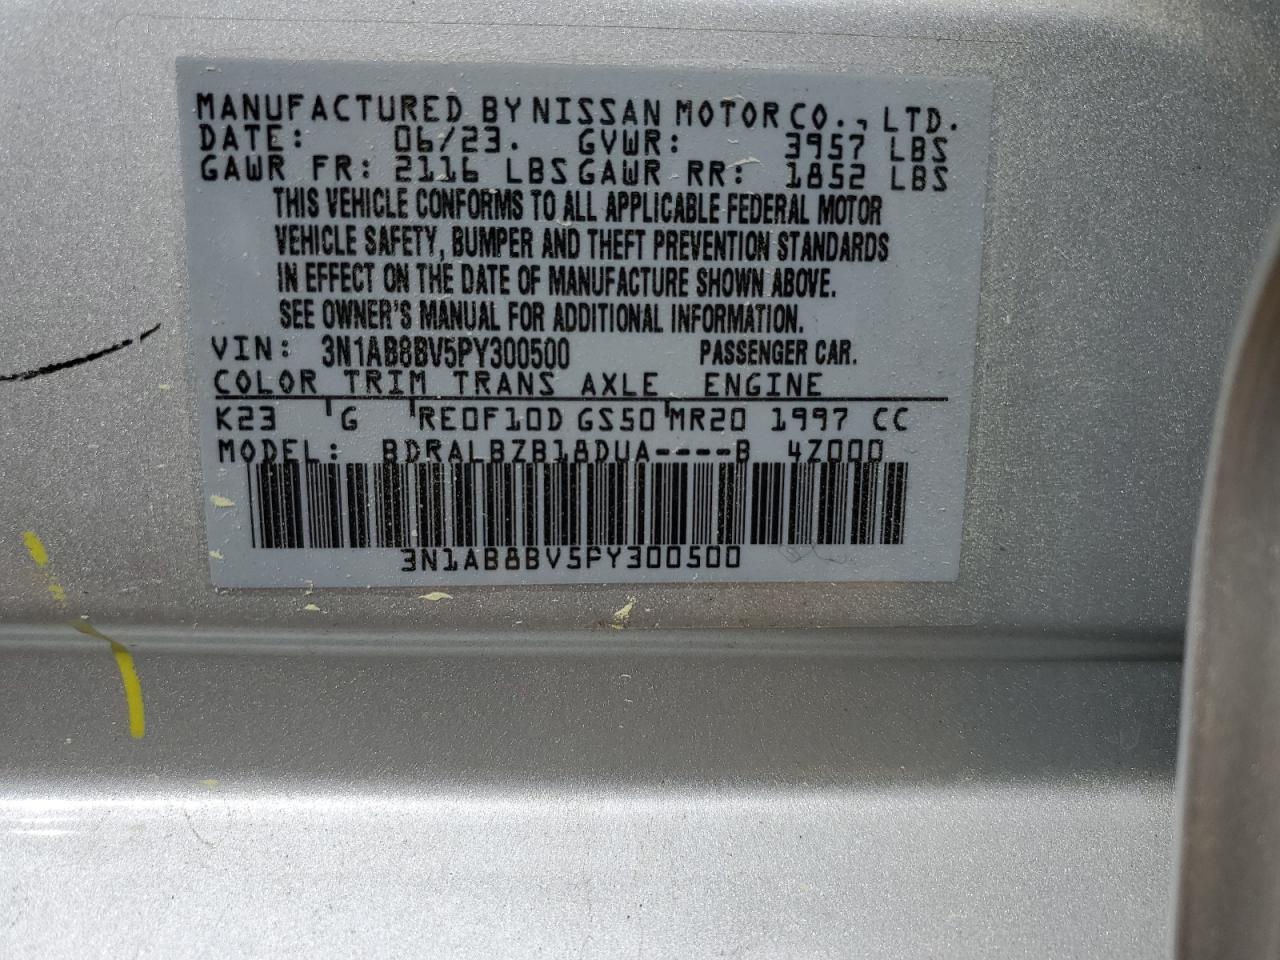 MANUFACTURED BY NISSAN MOTOR CO., LTD.
DATE: 06/23. GVWR: 3957 LBS
GAWR FR: 2116 LBS GAWR RR: 1852 LBS
THIS VEHICLE CONFORMS TO ALL APPLICABLE FEDERAL MOTOR
VEHICLE SAFETY, BUMPER AND THEFT PREVENTION STANDARDS
IN EFFECT ON THE DATE OF MANUFACTURE SHOWN ABOVE.
SEE OWNER'S MANUAL FOR ADDITIONAL INFORMATION.
VIN: 3N1AB8BV5PY300500 PASSENGER CAR.
COLOR TRIM TRANS AXLE ENGINE
K23 G RE0F10D GS50 MR20 1997 CC
MODEL: BDRALBZB18DUA----B 4Z000
3N1AB8BV5PY300500